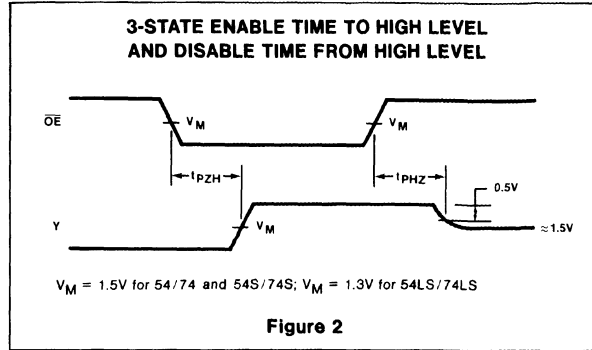 3-STATE ENABLE TIME TO HIGH LEVEL
AND DISABLE TIME FROM HIGH LEVEL
OE
VM
VM
tPZH
tPHZ
0.5V
Y
VM
≈1.5V
VM = 1.5V for 54/74 and 54S/74S; VM = 1.3V for 54LS/74LS
Figure 2